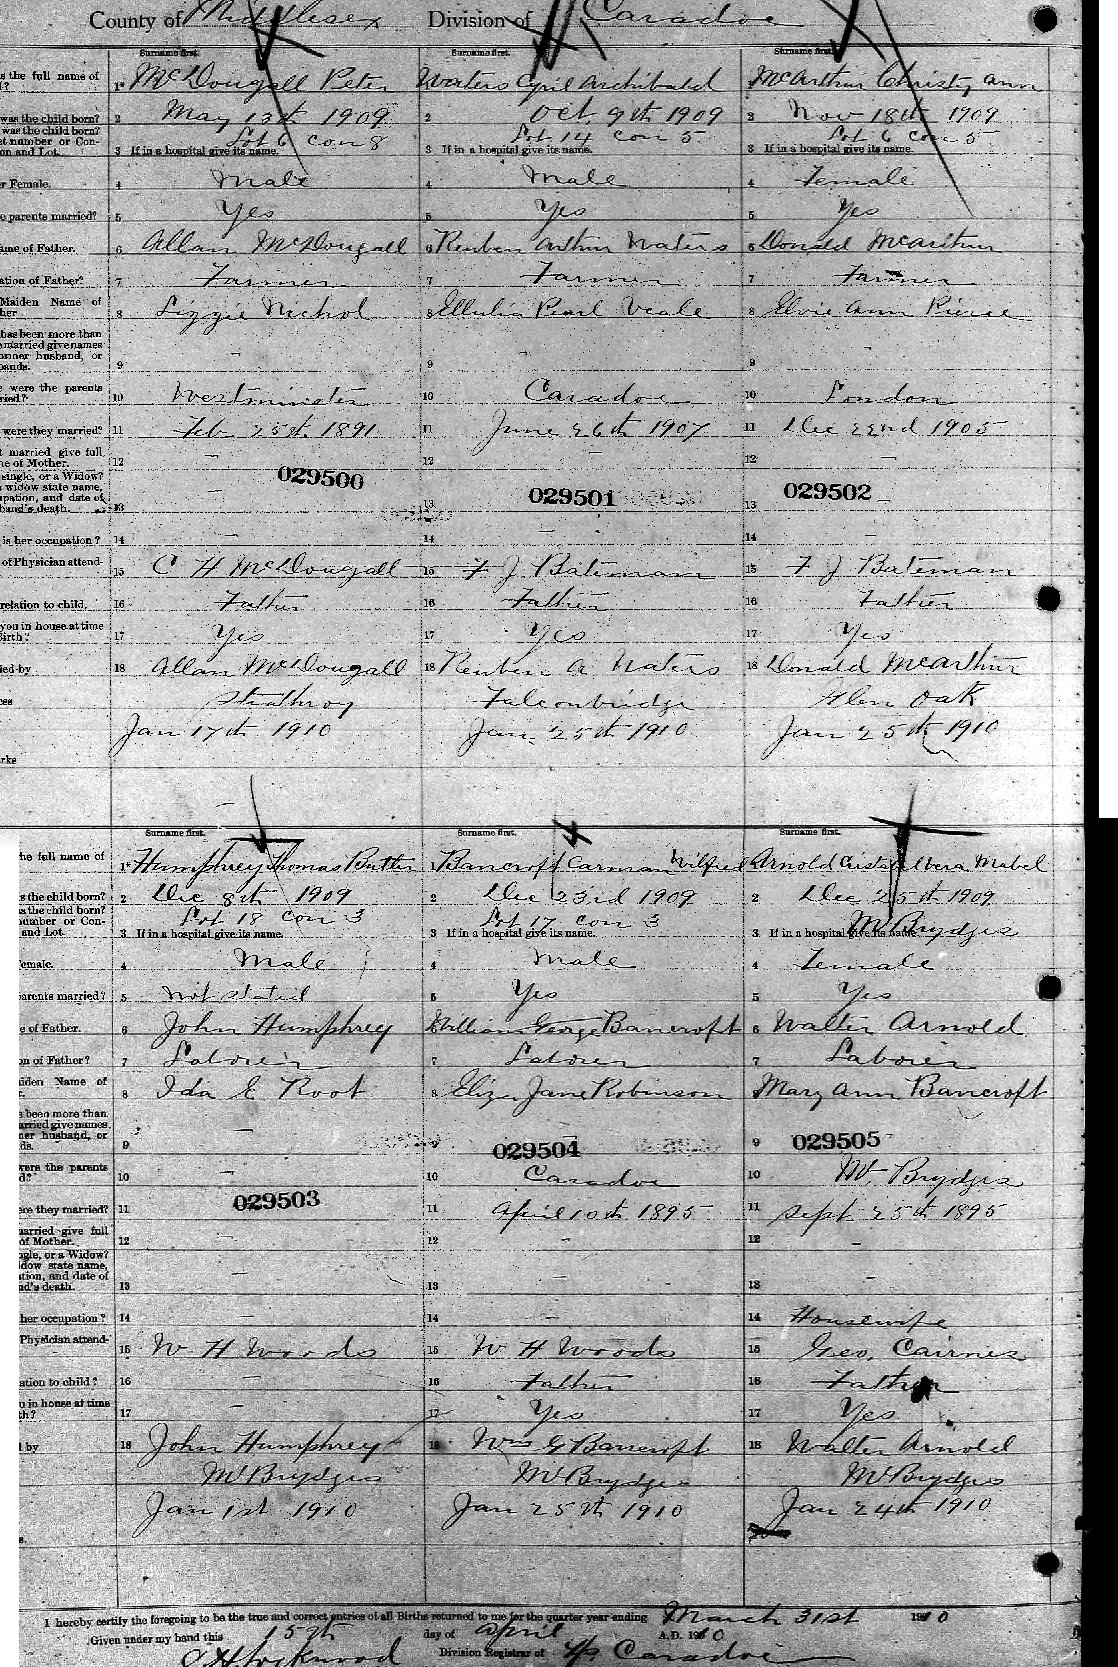 County of Middlesex Division of Caradoc
Surname first. Surname first. Surname first.
s the full name of 1 McDougall Peter Waters Cyril Archibald McArthur Christy Ann
was the child born? 2 May 13th 1909 2 Oct 9th 1909 2 Nov 18th 1909
was the child born? Lot 6 con 8 Lot 14 con 5 Lot 6 con 5
t number or Con-
on and Lot. 3 If in a hospital give its name. 3 If in a hospital give its name. 3 If in a hospital give its name.
r Female. 4 Male 4 Male 4 Female
e parents married? 5 Yes 5 Yes 5 Yes
ame of Father. 6 Allan McDougall 6 Reuben Arthur Waters 6 Donald McArthur
ation of Father? 7 Farmer 7 Farmer 7 Farmer
Maiden Name of
her 8 Lizzie Nichol 8 Pearl Veale 8 Elvie Ann Pierce
has been more than
married give names
ormer husband, or
bands. 9 - 9 - 9 -
e were the parents
ried? 10 Westminster 10 Caradoc 10 London
were they married? 11 Feb 25th 1891 11 June 26th 1907 11 Dec 22nd 1905
t married give full
me of Mother. 12 - 12 - 12 -
single, or a Widow?
a widow state name,
upation, and date of
band's death. 13 029500 13 029501 13 029502
is her occupation? 14 - 14 - 14 -
of Physician attend- 15 C H McDougall 15 F J Bateman 15 F J Bateman
relation to child. 16 Father 16 Father 16 Father
you in house at time
Birth? 17 Yes 17 Yes 17 Yes
ied by 18 Allan McDougall 18 Reuben A Waters 18 Donald McArthur
ces Strathroy Falconbridge Glen Oak
Jan 17th 1910 Jan 25th 1910 Jan 25th 1910
rks
Surname first. Surname first. Surname first.
he full name of 1 Humphrey Thomas Butler 1 Bancroft Carman Wilfred Arnold Mabel
s the child born? 2 Dec 8th 1909 2 Dec 23rd 1909 2 Dec 25th 1909
s the child born? Lot 18 con 3 Lot 17 con 3 Mt Brydges
number or Con-
and Lot. 3 If in a hospital give its name. 3 If in a hospital give its name. 3 If in a hospital give its name
emale. 4 Male 4 Male 4 Female
parents married? 5 Not stated 5 Yes 5 Yes
e of Father. 6 John Humphrey William George Bancroft 6 Walter Arnold
on of Father? 7 Laborer 7 Laborer 7 Laborer
iden Name of
r. 8 Ida E Root 8 Eliza Jane Robinson 8 Mary Ann Bancroft
been more than
arried give names
ner husband, or
ds. 9 - 9 029504 9 029505
vere the parents
d? 10 - 10 Caradoc 10 Mt. Brydges
ere they married? 11 029503 11 April 10th 1895 11 Sept 25th 1895
married give full
of Mother. 12 - 12 - 12 -
ngle, or a Widow?
idow state name,
ation, and date of
nd's death. 13 - 13 - 13 -
her occupation? 14 - 14 - 14 Housewife
Physician attend- 15 W H Woods 15 W H Woods 15 Geo. Cairnes
ation to child? 16 - 16 Father 16 Father
u in house at time
th? 17 - 17 Yes 17 Yes
l by 18 John Humphrey 18 Wm G Bancroft 18 Walter Arnold
Mt Brydges Mt Brydges Mt Brydges
Jan 1st 1910 Jan 25th 1910 Jan 24th 1910
s.
I hereby certify the foregoing to be the true and correct entries of all Births returned to me for the quarter year ending March 31st 1910
Given under my hand this 15th day of April A.D. 1910
Lockwood Division Registrar of Caradoc